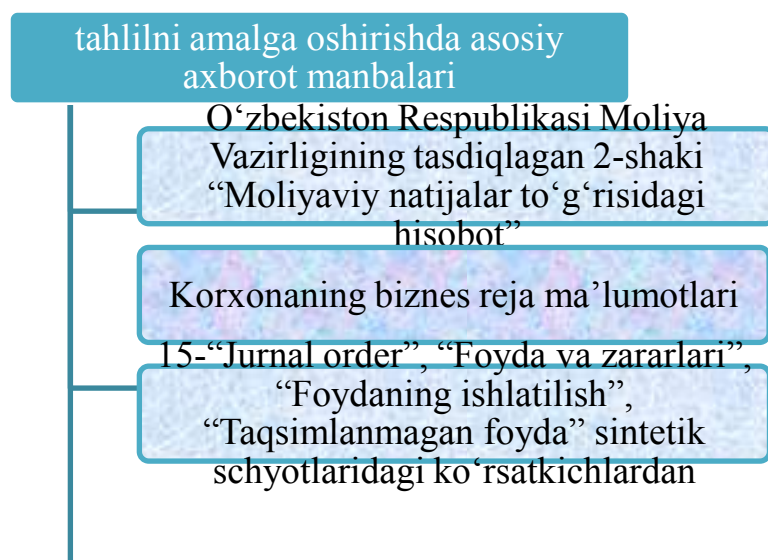 tahlilni amalga oshirishda asosiy
axborot manbalari
O‘zbekiston Respublikasi Moliya
Vazirligining tasdiqlagan 2-shaki
“Moliyaviy natijalar to‘g‘risidagi
hisobot”
Korxonaning biznes reja ma’lumotlari
15-“Jurnal order”, “Foyda va zararlari”,
“Foydaning ishlatilish”,
“Taqsimlanmagan foyda” sintetik
schyotlaridagi ko‘rsatkichlardan